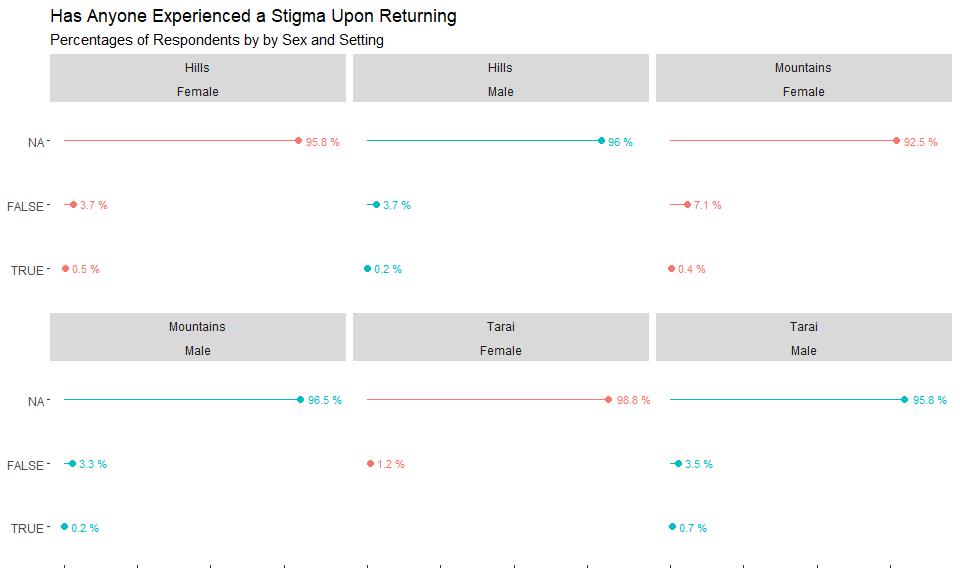 Has Anyone Experienced a Stigma Upon Returning
Percentages of Respondents by by Sex and Setting
Hills
Female
Hills
Male
Mountains
Female
NA
95.8 %
96 %
92.5 %
FALSE
3.7 %
3.7 %
7.1 %
TRUE
0.5 %
0.2 %
0.4 %
Mountains
Male
Tarai
Female
Tarai
Male
NA
96.5 %
98.8 %
95.8 %
FALSE
3.3 %
1.2 %
3.5 %
TRUE
0.2 %
0.7 %